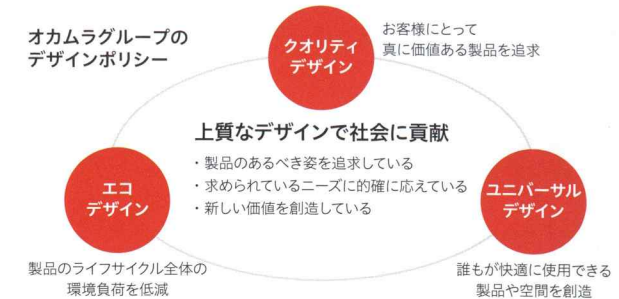 オカムラグループの
デザインポリシー
クオリティ
デザイン
お客様にとって
真に価値ある製品を追求
上質なデザインで社会に貢献
・製品のあるべき姿を追求している
・求められているニーズに的確に応えている
・新しい価値を創造している
エコ
デザイン
製品のライフサイクル全体の
環境負荷を低減
ユニバーサル
デザイン
誰もが快適に使用できる
製品や空間を創造